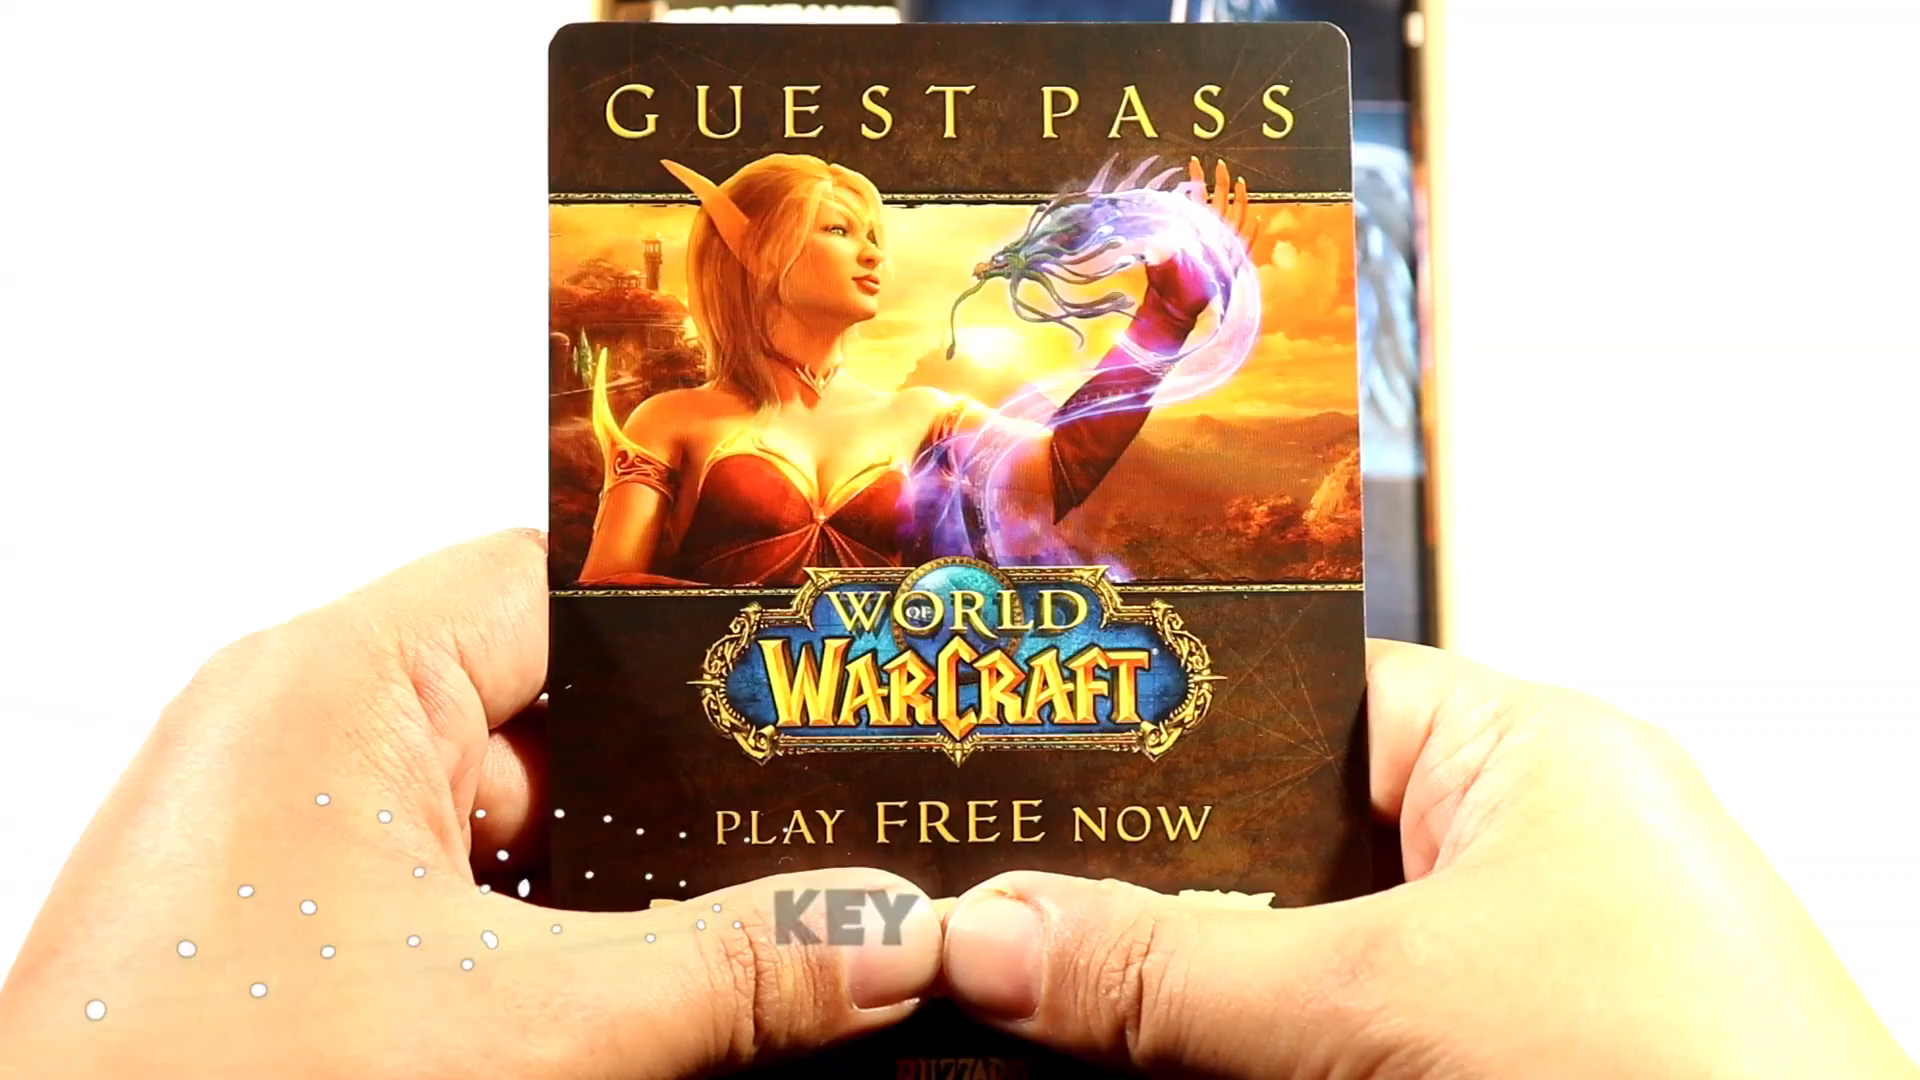 GUEST PASS
WORLD
OF
WARCRAFT
PLAY FREE NOW
KEY